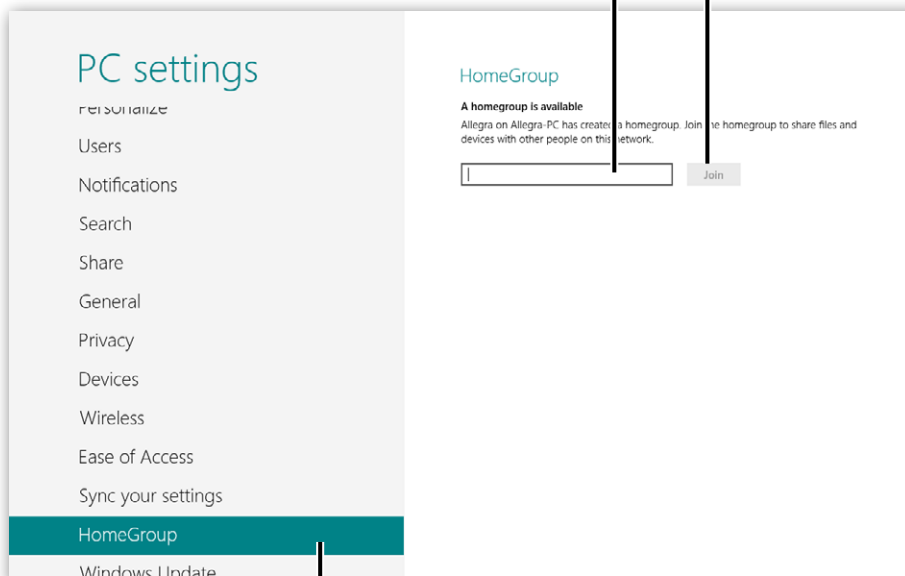 PC settings
Personalize
Users
Notifications
Search
Share
General
Privacy
Devices
Wireless
Ease of Access
Sync your settings
HomeGroup
Windows Update
HomeGroup
A homegroup is available
Allegra on Allegra-PC has created a homegroup. Join the homegroup to share files and
devices with other people on this network.
Join